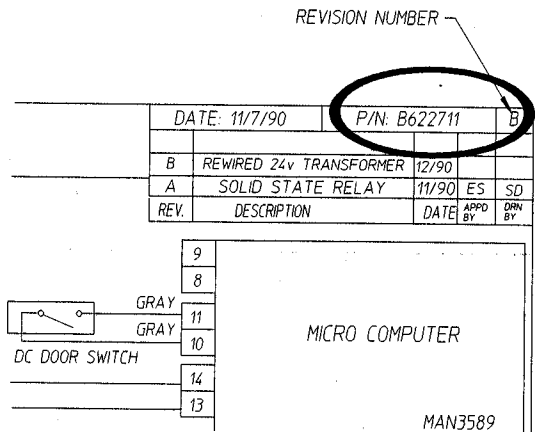 REVISION NUMBER
DATE: 11/7/90 P/N: B622711 B
B REWIRED 24v TRANSFORMER 12/90
A SOLID STATE RELAY 11/90 ES SD
REV. DESCRIPTION DATE APPD BY DRN BY
9
8
GRAY 11
GRAY 10
MICRO COMPUTER
DC DOOR SWITCH
14
13
MAN3589